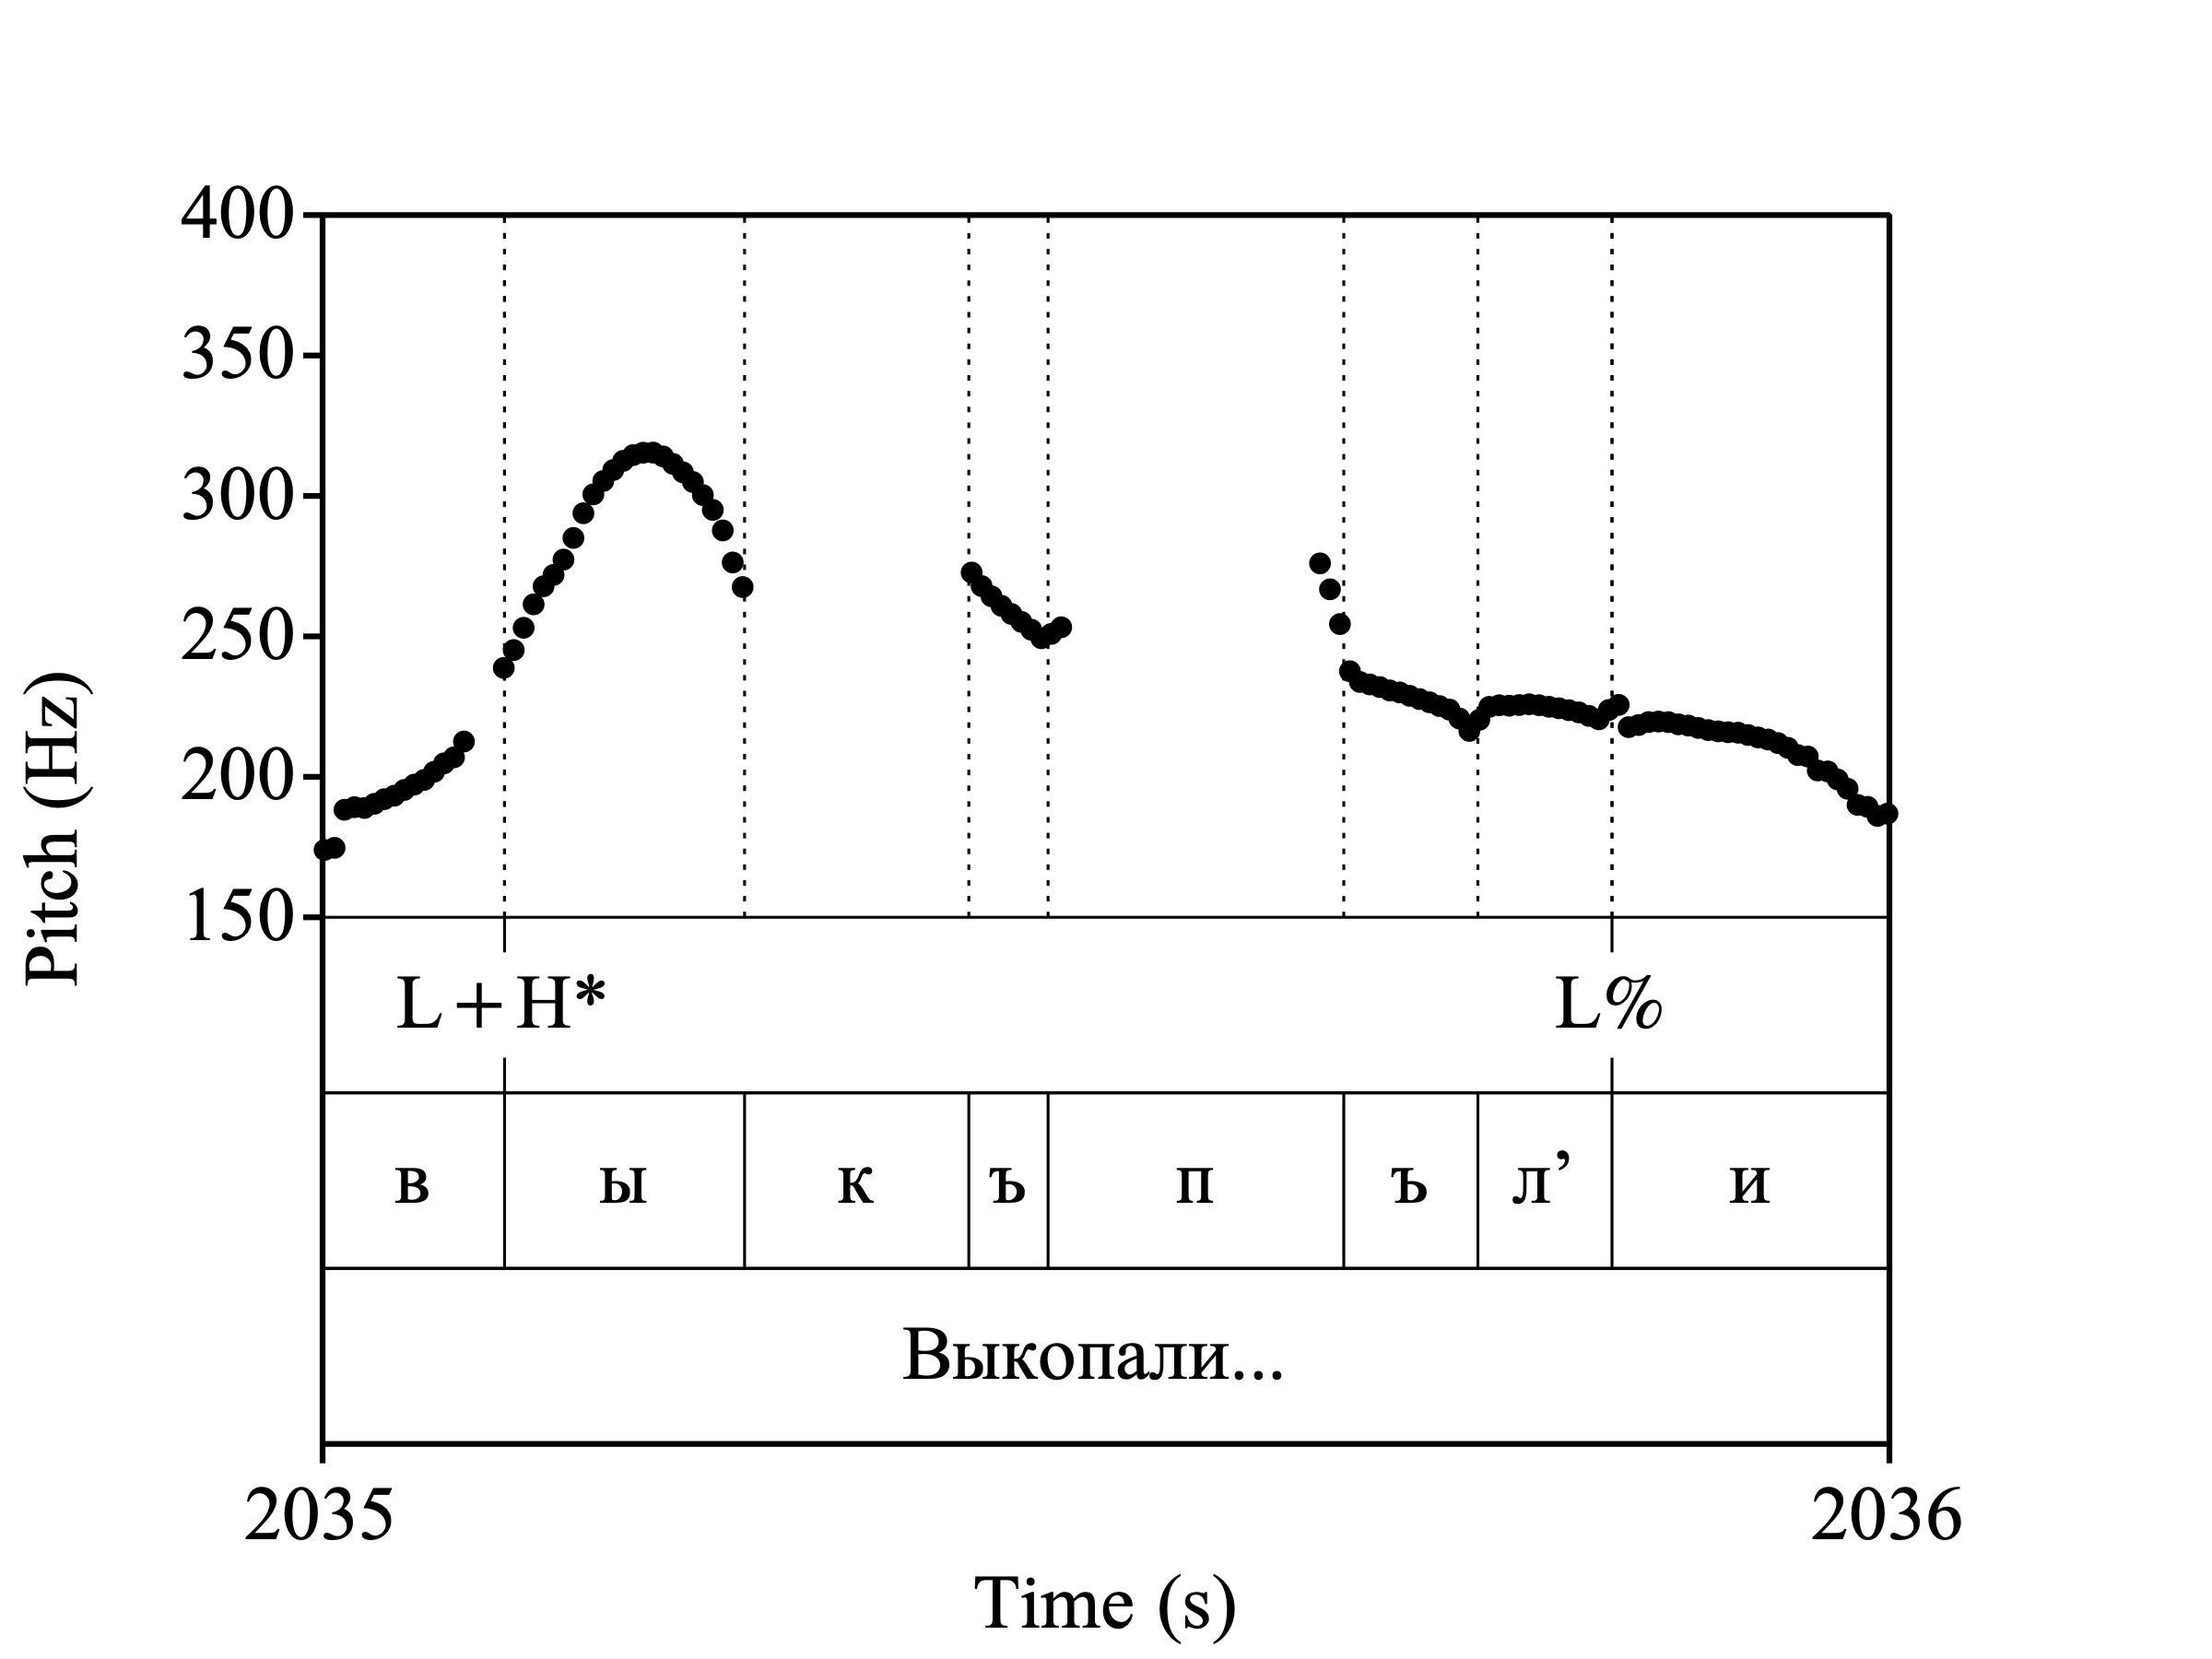 400
350
300
250
200
150
Pitch (Hz)
L+H* L%
в ы к ъ п ъ л’ и
Выкопали...
2035 2036
Time (s)